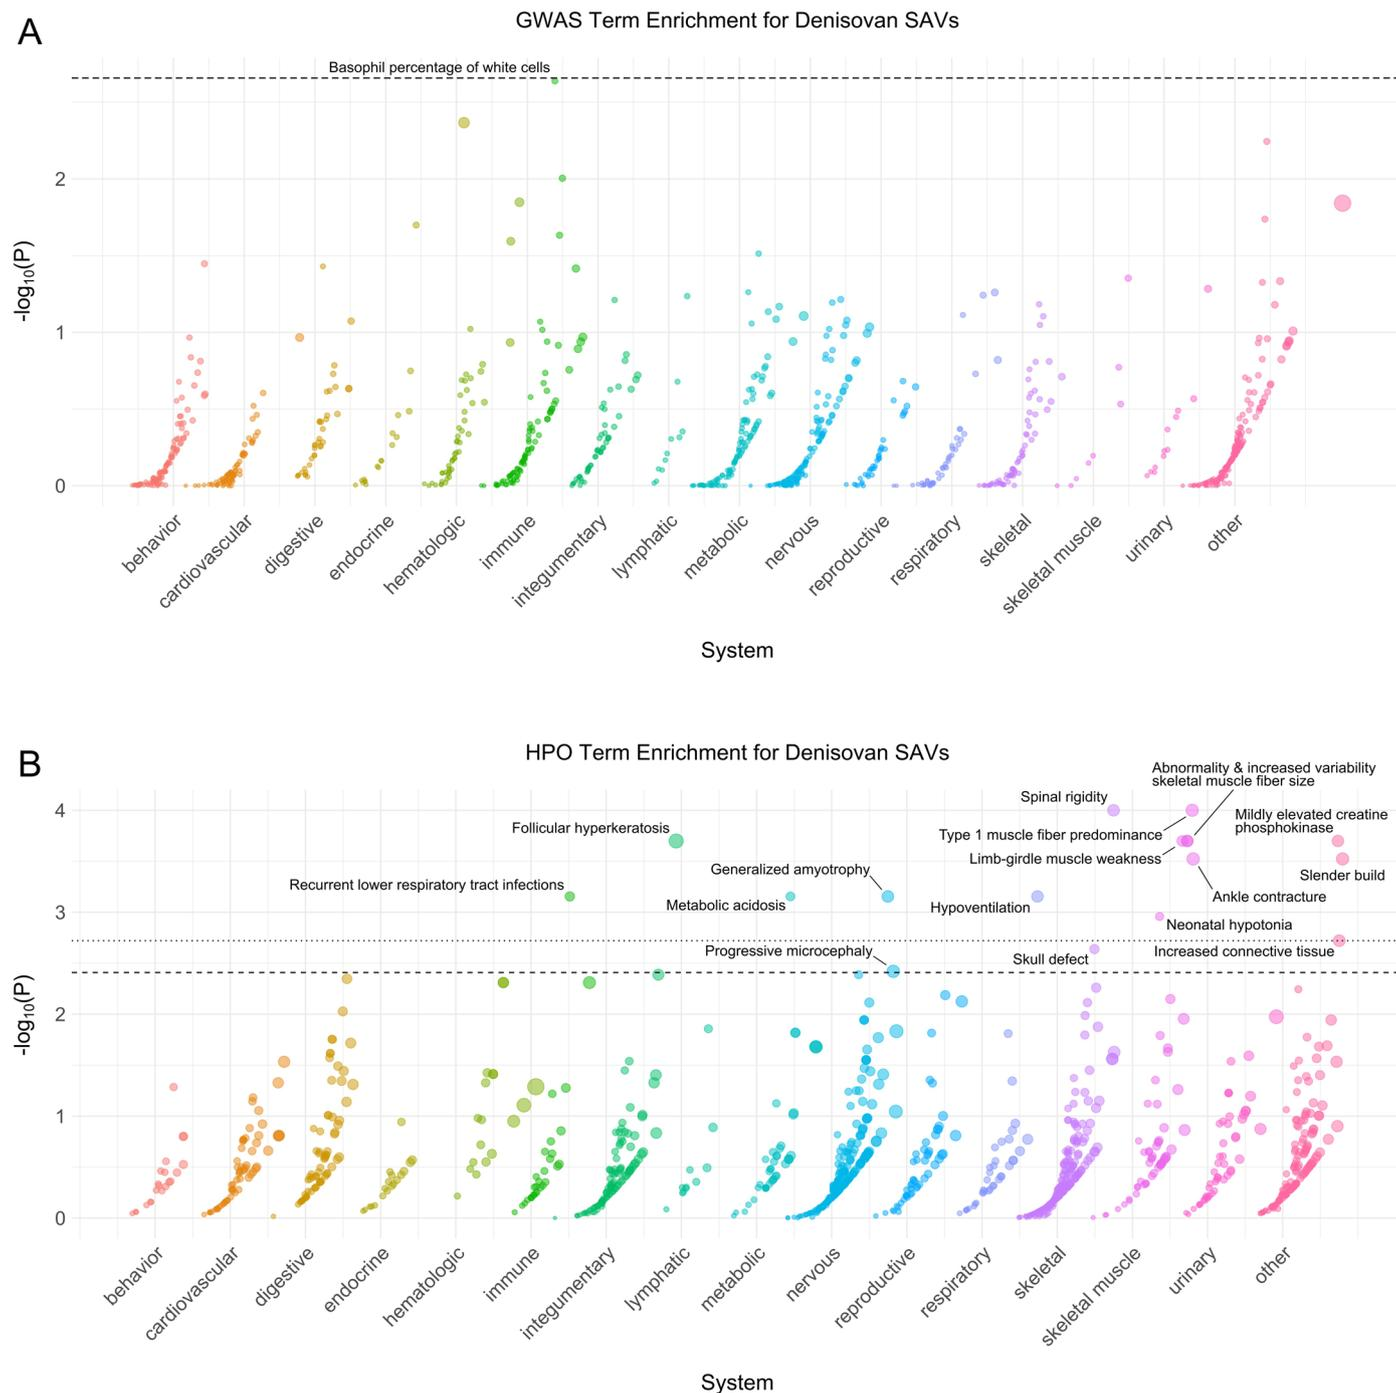 A
GWAS Term Enrichment for Denisovan SAVs
Basophil percentage of white cells
2
1
0
-log10(P)
behavior
cardiovascular
digestive
endocrine
hematologic
immune
integumentary
lymphatic
metabolic
nervous
reproductive
respiratory
skeletal
skeletal muscle
urinary
other
System
B
HPO Term Enrichment for Denisovan SAVs
Abnormality & increased variability
skeletal muscle fiber size
Spinal rigidity
Mildly elevated creatine
phosphokinase
Follicular hyperkeratosis
Type 1 muscle fiber predominance
Limb-girdle muscle weakness
Generalized amyotrophy
Slender build
Recurrent lower respiratory tract infections
Ankle contracture
Metabolic acidosis
Hypoventilation
Neonatal hypotonia
Progressive microcephaly
Skull defect
Increased connective tissue
4
3
2
1
0
-log10(P)
behavior
cardiovascular
digestive
endocrine
hematologic
immune
integumentary
lymphatic
metabolic
nervous
reproductive
respiratory
skeletal
skeletal muscle
urinary
other
System